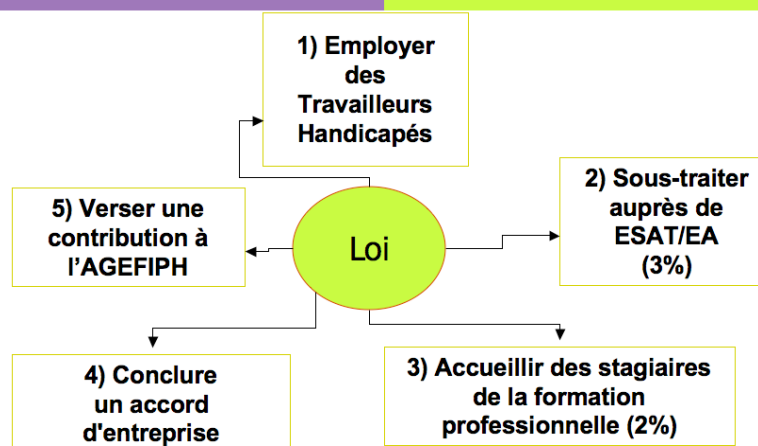 1) Employer
des
Travailleurs
Handicapés
2) Sous-traiter
auprès de
ESAT/EA
(3%)
5) Verser une
contribution à
l'AGEFIPH
Loi
3) Accueillir des stagiaires
de la formation
professionnelle (2%)
4) Conclure
un accord
d'entreprise